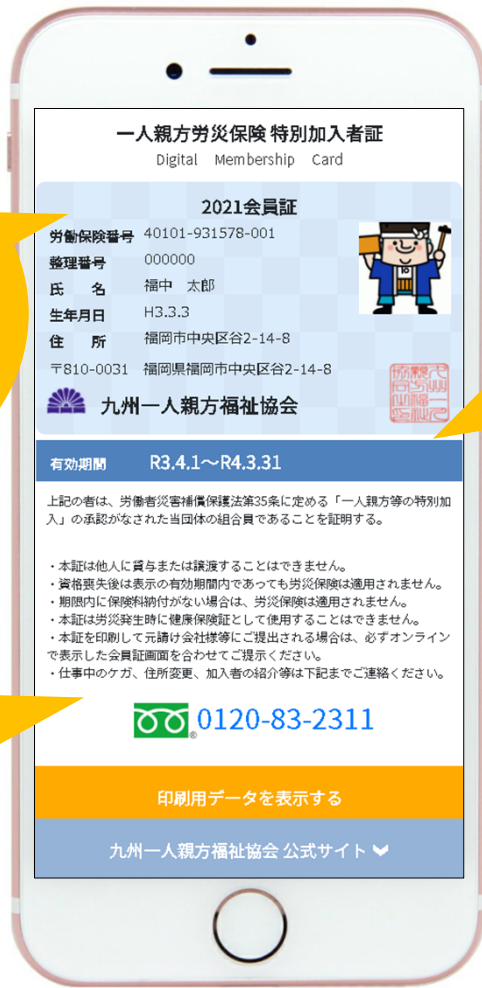 一人親方労災保険 特別加入者証
Digital Membership Card
2021会員証
労働保険番号 40101-931578-001
整理番号 000000
氏 名 福中 太郎
生年月日 H3.3.3
住 所 福岡市中央区谷2-14-8
〒810-0031 福岡県福岡市中央区谷2-14-8
九州一人親方福祉協会
有効期間 R3.4.1～R4.3.31
上記の者は、労働者災害補償保護法第35条に定める「一人親方等の特別加
入」の承認がなされた当団体の組合員であることを証明する。
・本証は他人に貸与または譲渡することはできません。
・資格喪失後は表示の有効期間内であっても労災保険は適用されません。
・期限内に保険料納付がない場合は、労災保険は適用されません。
・本証は労災発生時に健康保険証として使用することはできません。
・本証を印刷して元請け会社様等にご提出される場合は、必ずオンライン
で表示した会員証画面を合わせてご提示ください。
・仕事中のケガ、住所変更、加入者の紹介等は下記までご連絡ください。
0120-83-2311
印刷用データを表示する
九州一人親方福祉協会 公式サイト